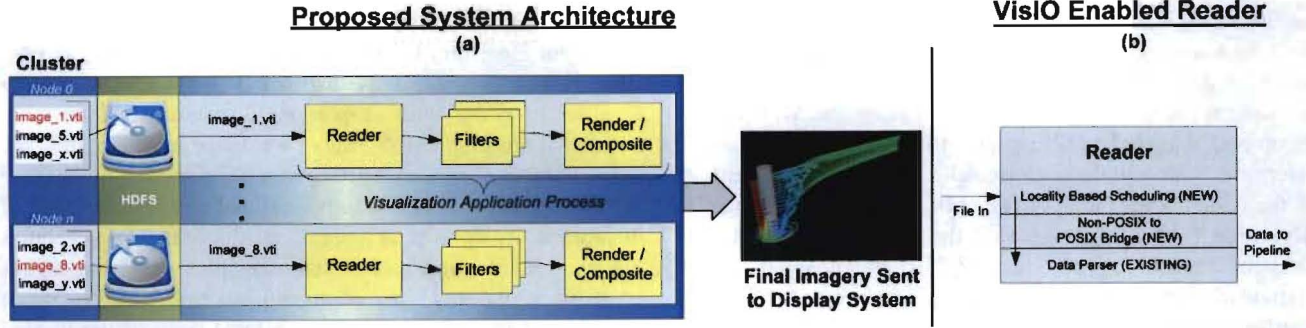 Proposed System Architecture
(a)
Cluster
Node 0
image_1.vti
image_5.vti
image_x.vti
image_1.vti
Reader
Filters
Render /
Composite
HDFS
Visualization Application Process
Node n
image_2.vti
image_8.vti
image_y.vti
image_8.vti
Reader
Filters
Render /
Composite
Final Imagery Sent
to Display System
VisIO Enabled Reader
(b)
Reader
File In
Locality Based Scheduling (NEW)
Non-POSIX to
POSIX Bridge (NEW)
Data Parser (EXISTING)
Data to
Pipeline